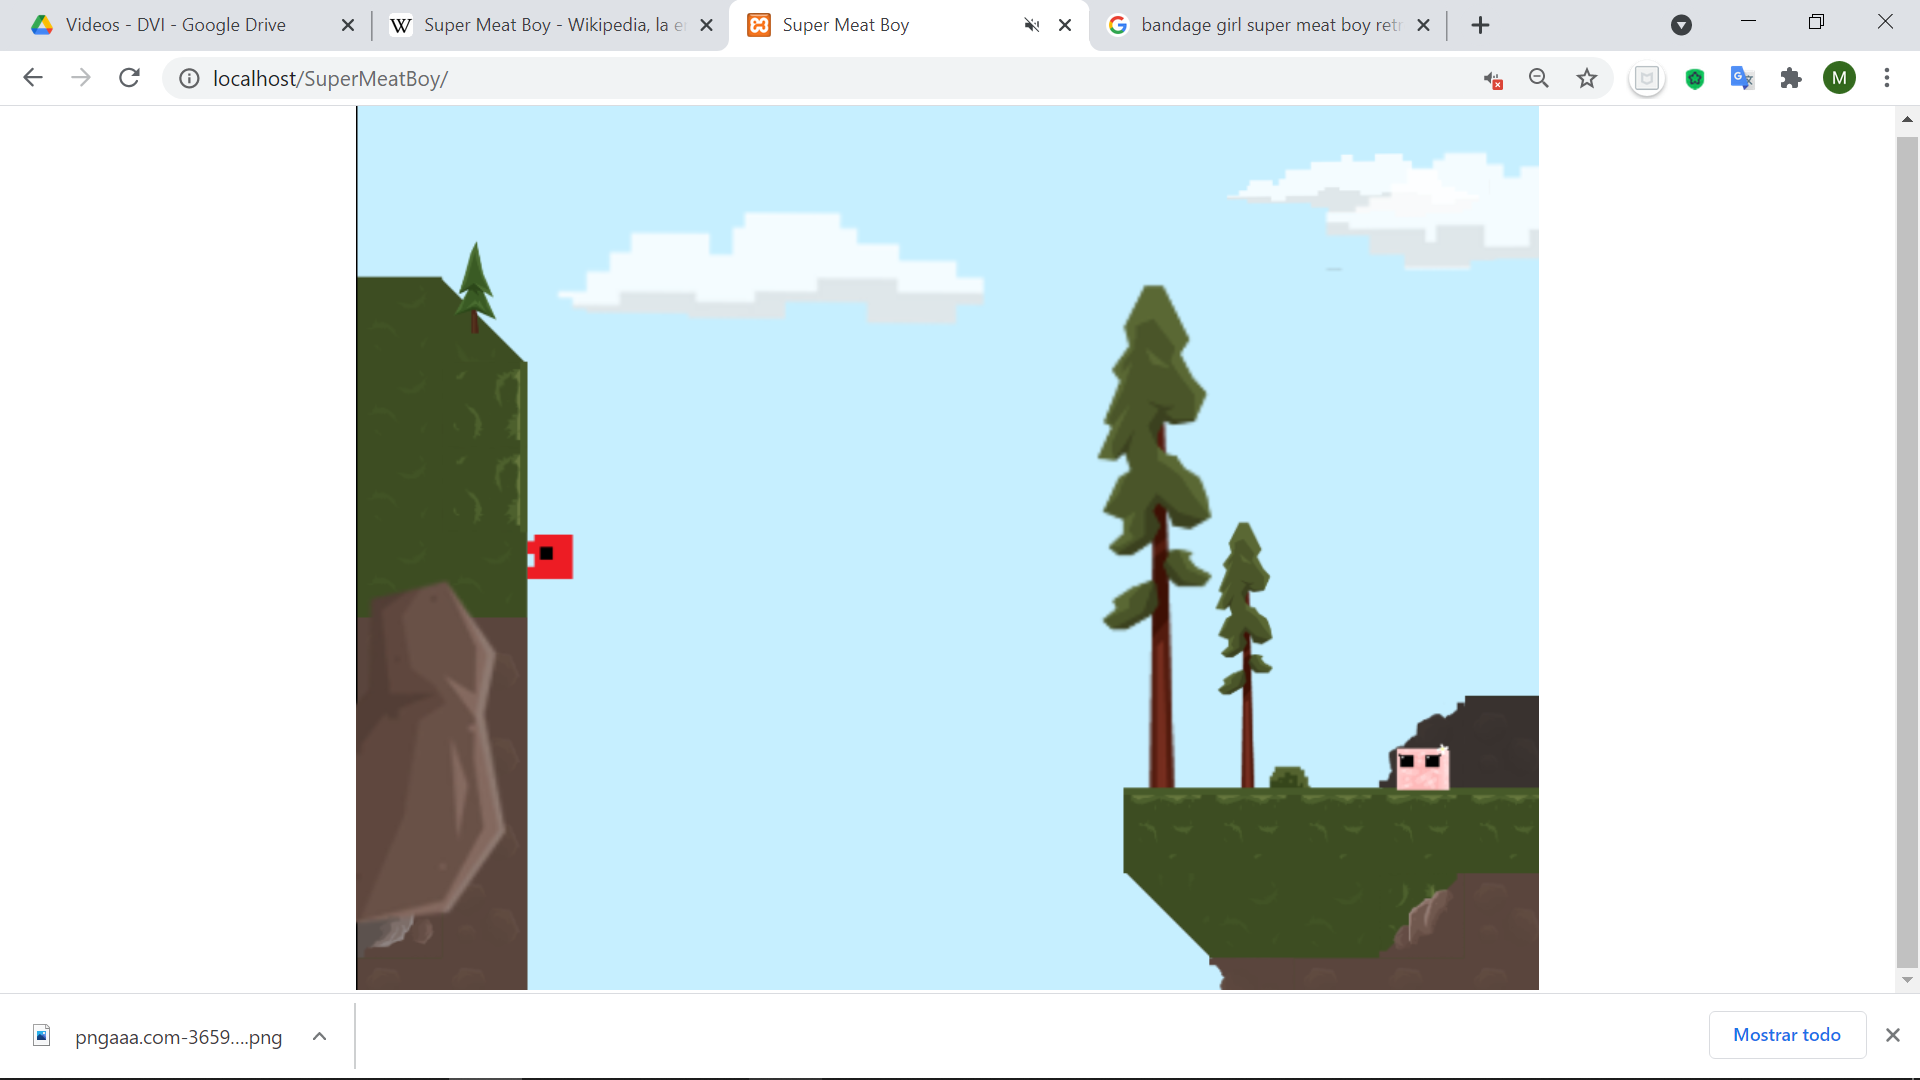 Videos - DVI - Google Drive
Super Meat Boy - Wikipedia, la e
Super Meat Boy
bandage girl super meat boy retr
localhost/SuperMeatBoy/
M
pngaaa.com-3659....png
Mostrar todo